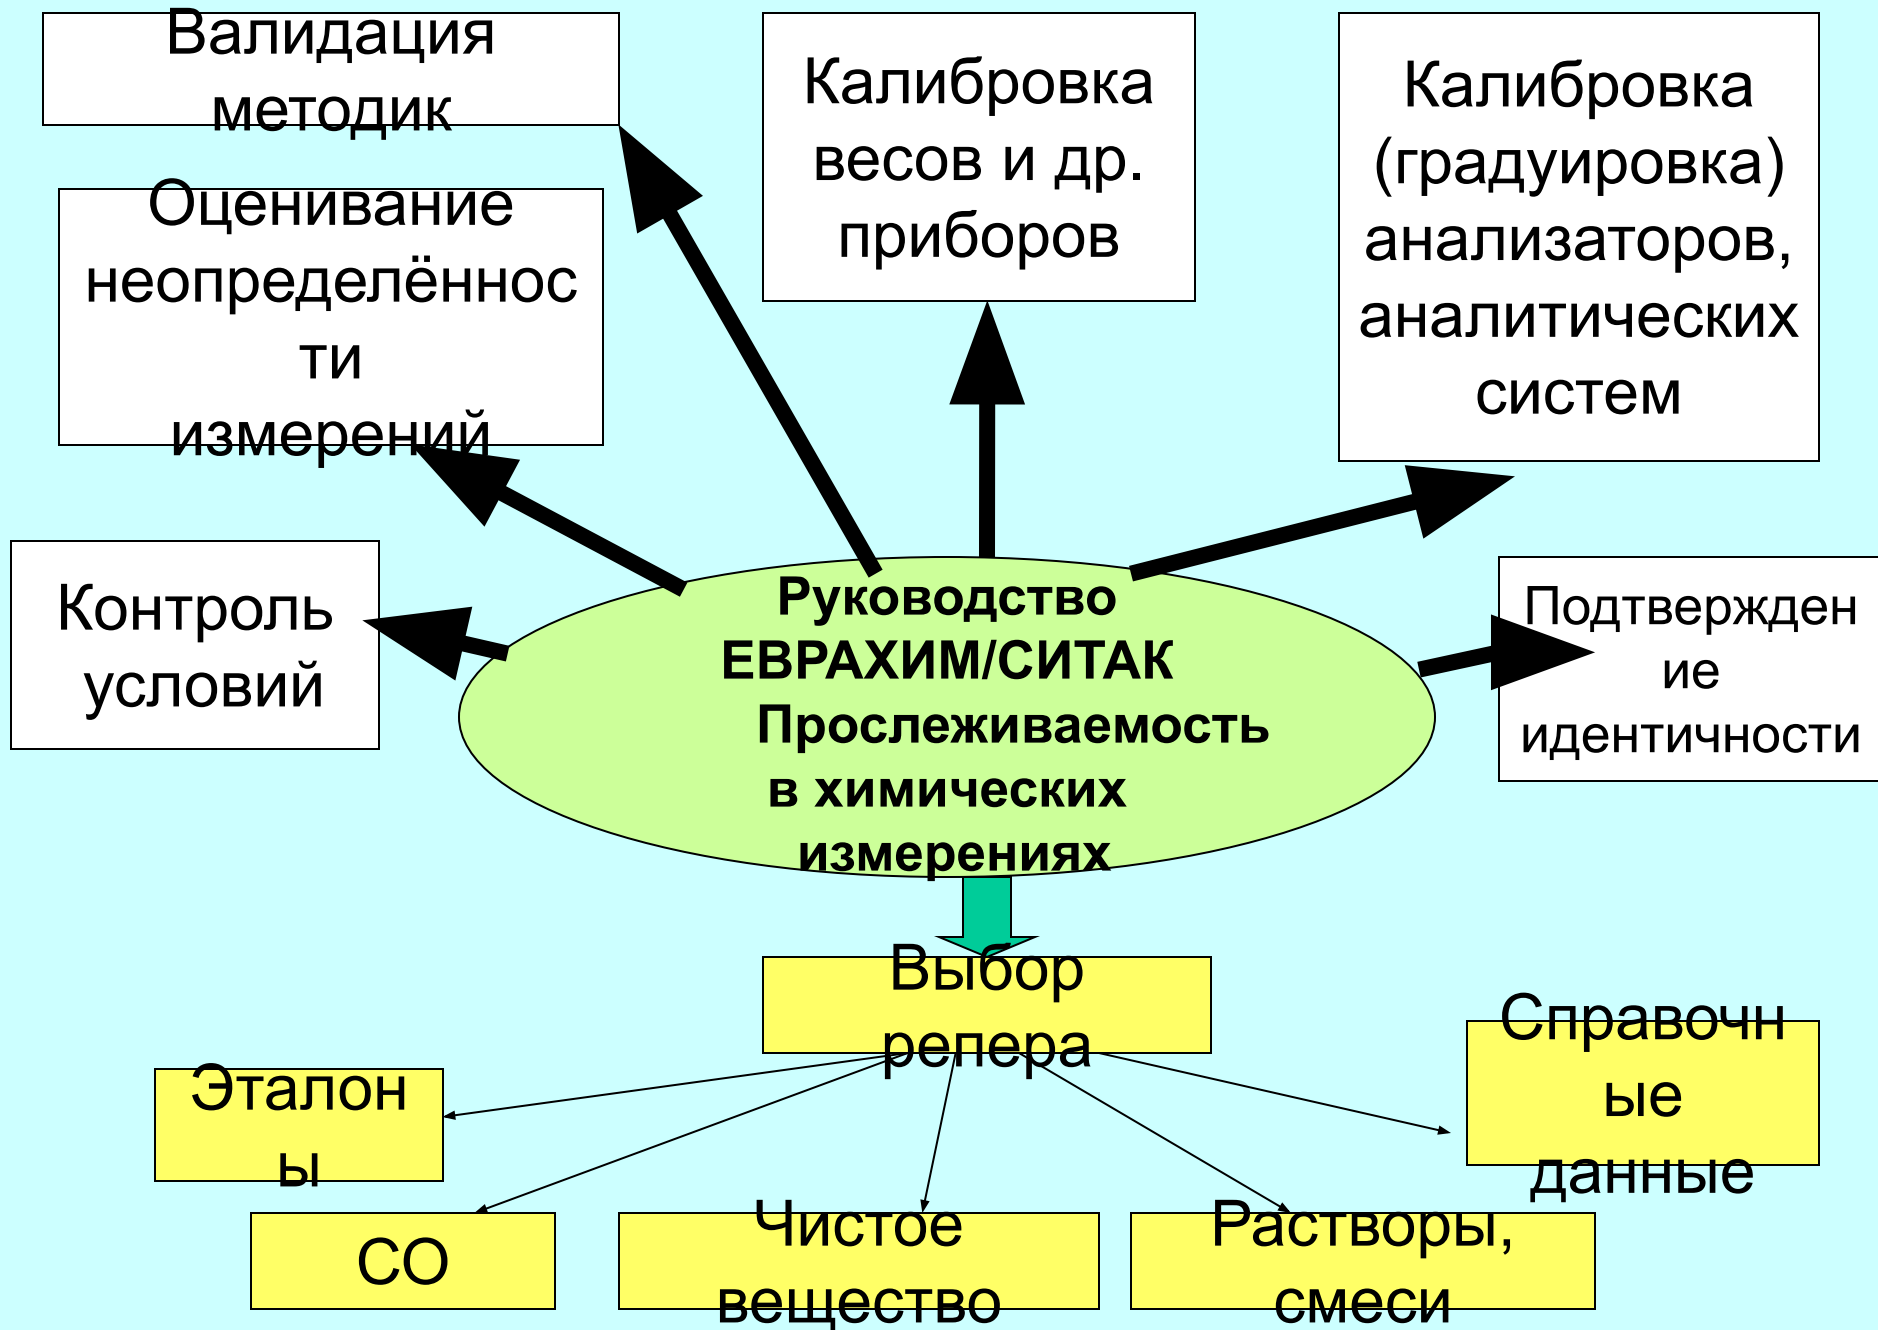 Валидация
методик
Калибровка
весов и др.
приборов
Калибровка
(градуировка)
анализаторов,
аналитических
систем
Оценивание
неопределённос
ти
измерений
Контроль
условий
Руководство
ЕВРАХИМ/СИТАК
Прослеживаемость
в химических
измерениях
Подтвержден
ие
идентичности
Выбор
репера
Эталон
ы
СО
Чистое
вещество
Растворы,
смеси
Справочн
ые
данные